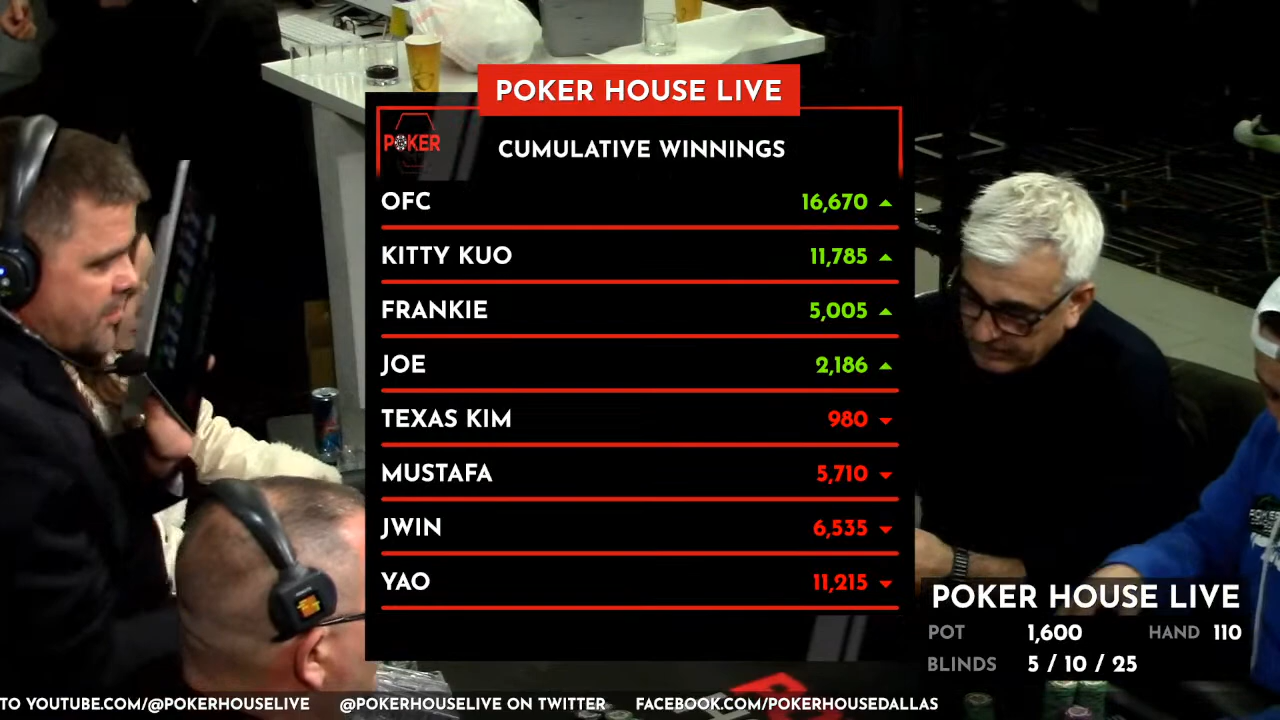 POKER HOUSE LIVE
POKER
CUMULATIVE WINNINGS
OFC 16,670
KITTY KUO 11,785
FRANKIE 5,005
JOE 2,186
TEXAS KIM 980
MUSTAFA 5,710
JWIN 6,535
YAO 11,215
POKER HOUSE LIVE
POT 1,600 HAND 110
BLINDS 5 / 10 / 25
TO YOUTUBE.COM/@POKERHOUSELIVE @POKERHOUSELIVE ON TWITTER FACEBOOK.COM/POKERHOUSEDALLAS